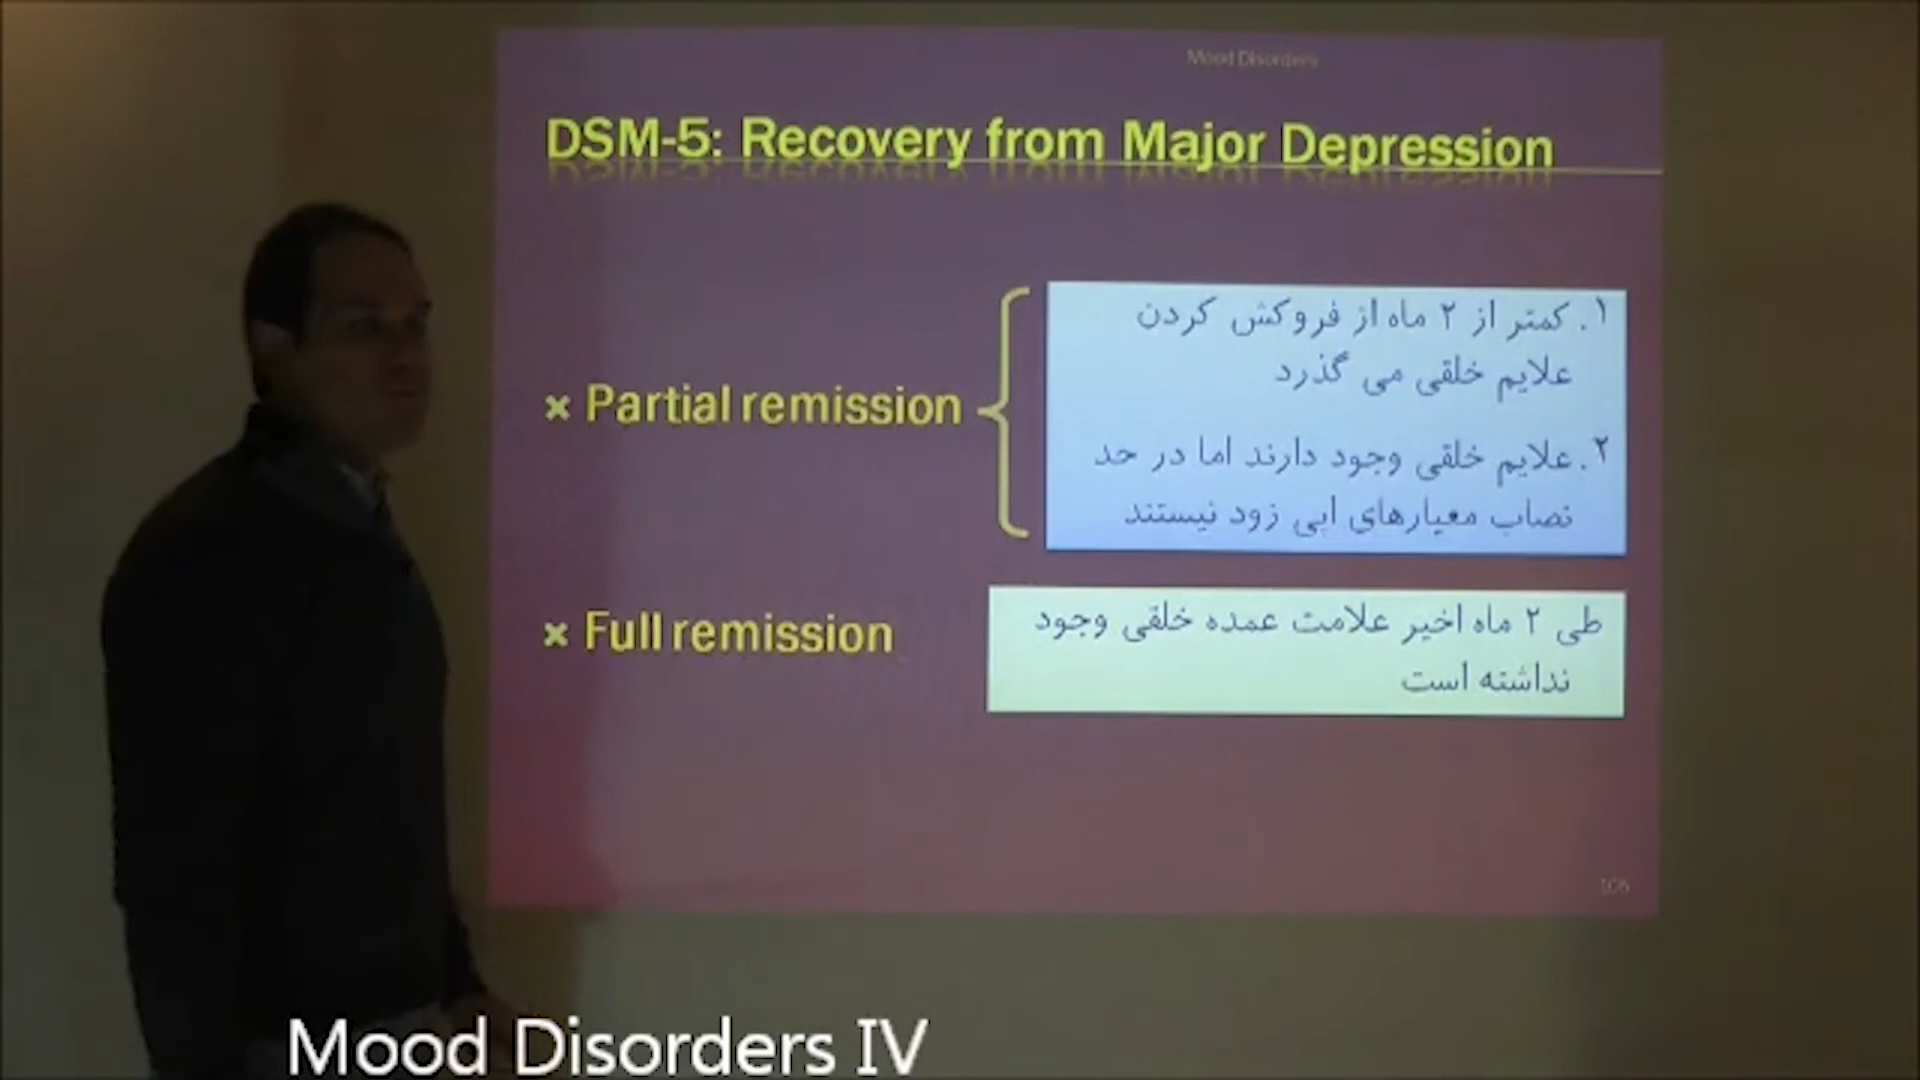 Mood Disorders
DSM-5: Recovery from Major Depression
× Partial remission
۱. کمتر از ۲ ماه از فروکش کردن
علایم خلقی می گذرد
۲. علایم خلقی وجود دارند اما در حد
نصاب معیارهای اپی زود نیستند
× Full remission
طی ۲ ماه اخیر علامت عمده خلقی وجود
نداشته است
106
Mood Disorders IV